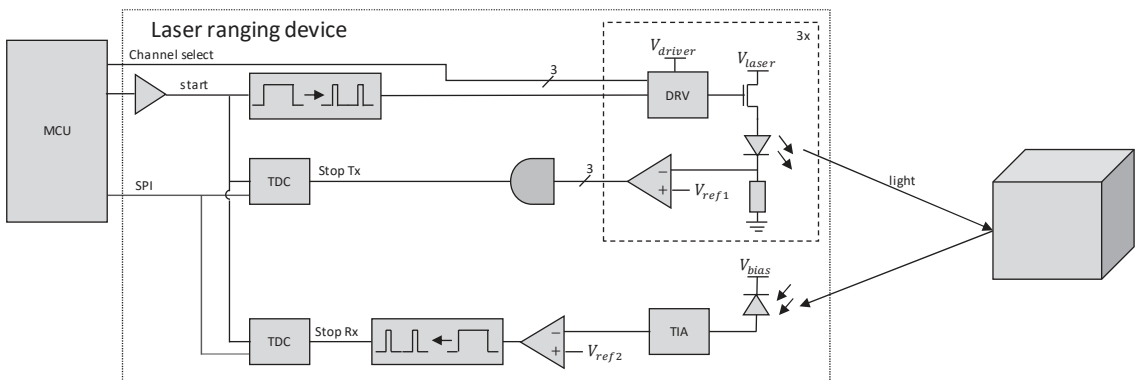 Laser ranging device
3x
Channel select
V_driver
V_laser
3
start
DRV
MCU
TDC
Stop Tx
3
−
+
V_ref1
SPI
light
V_bias
TDC
Stop Rx
−
+
V_ref2
TIA